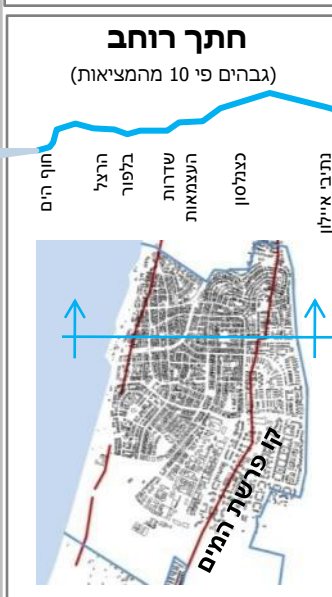 חתך רוחב
(גבהים פי 10 מהמציאות)
חוף הים
הרצל
בלפור
שדרות
העצמאות
כצנלסון
נתיבי איילון
קו פרשת המים